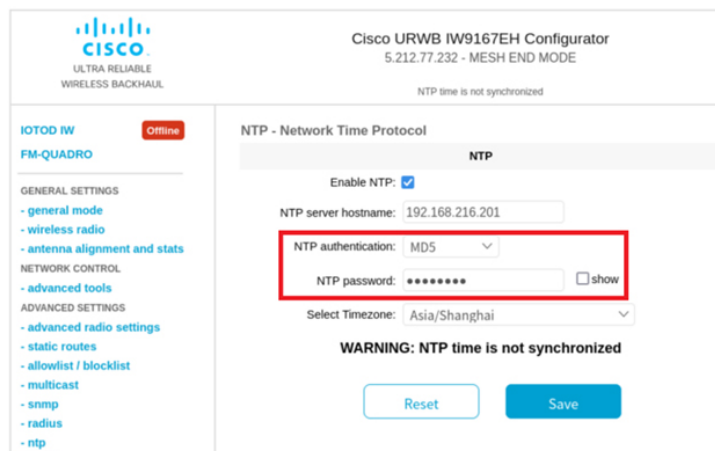 CISCO
ULTRA RELIABLE
WIRELESS BACKHAUL
Cisco URWB IW9167EH Configurator
5.212.77.232 - MESH END MODE
NTP time is not synchronized
IOTOD IW Offline
FM-QUADRO
GENERAL SETTINGS
- general mode
- wireless radio
- antenna alignment and stats
NETWORK CONTROL
- advanced tools
ADVANCED SETTINGS
- advanced radio settings
- static routes
- allowlist / blocklist
- multicast
- snmp
- radius
- ntp
NTP - Network Time Protocol
NTP
Enable NTP:
NTP server hostname: 192.168.216.201
NTP authentication: MD5
NTP password: ●●●●●●●● show
Select Timezone: Asia/Shanghai
WARNING: NTP time is not synchronized
Reset Save